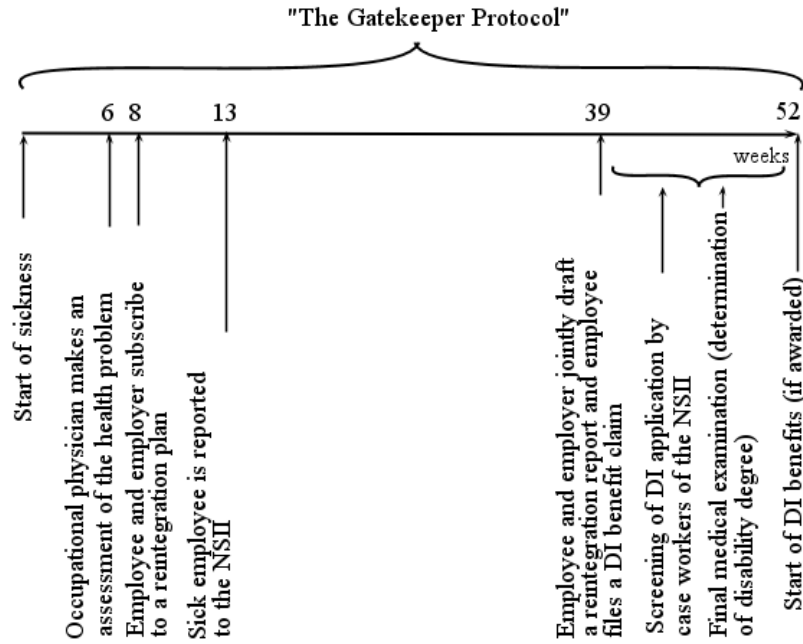 "The Gatekeeper Protocol"
6
8
13
39
52
weeks
Start of sickness
Occupational physician makes an
assessment of the health problem
Employee and employer subscribe
to a reintegration plan
Sick employee is reported
to the NSII
Employee and employer jointly draft
a reintegration report and employee
files a DI benefit claim
Screening of DI application by
case workers of the NSII
Final medical examination (determination
of disability degree)
Start of DI benefits (if awarded)